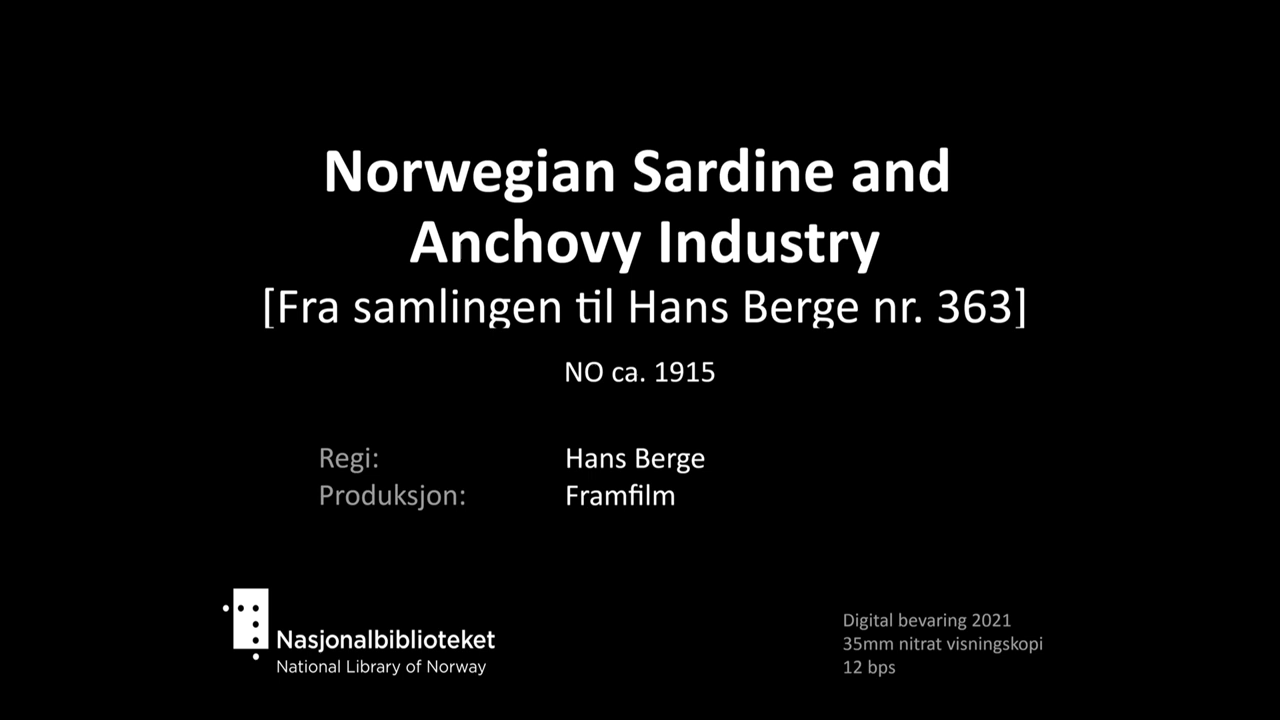 Norwegian Sardine and
Anchovy Industry
[Fra samlingen til Hans Berge nr. 363]
NO ca. 1915
Regi: Hans Berge
Produksjon: Framfilm
Nasjonalbiblioteket
National Library of Norway
Digital bevaring 2021
35mm nitrat visningskopi
12 bps